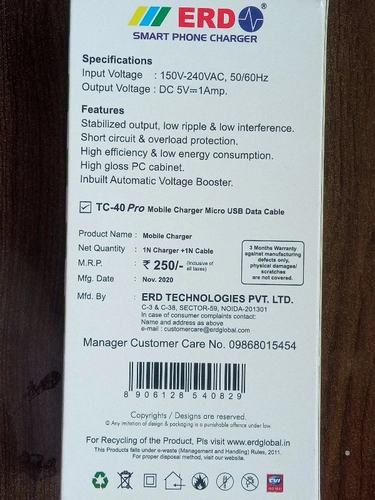 ERD®
SMART PHONE CHARGER
Specifications
Input Voltage : 150V-240VAC, 50/60Hz
Output Voltage : DC 5V⎓1Amp.
Features
Stabilized output, low ripple & low interference.
Short circuit & overload protection.
High efficiency & low energy consumption.
High gloss PC cabinet.
Inbuilt Automatic Voltage Booster.
☑ TC-40 Pro Mobile Charger Micro USB Data Cable
Product Name : Mobile Charger
Net Quantity : 1N Charger +1N Cable
M.R.P. : ₹ 250/- (Inclusive of all taxes)
Mfg. Date : Nov. 2020
3 Months Warranty
against manufacturing
defects only,
physical damages/
scratches
are not covered.
Mfd. By : ERD TECHNOLOGIES PVT. LTD.
C-3 & C-38, SECTOR-59, NOIDA-201301
In case of consumer complaints contact:
Name and address as above
e-mail : customercare@erdglobal.com
Manager Customer Care No. 09868015454
8 906128 540829
Copyrights / Designs are reserved.
© Any imitation of design & packaging is a punishable offence under law.
For Recycling of the Product, Pls visit www.erdglobal.in
This Products falls under e-waste (Management and Handling) Rules, 2011.
For proper disposal method, visit our website.